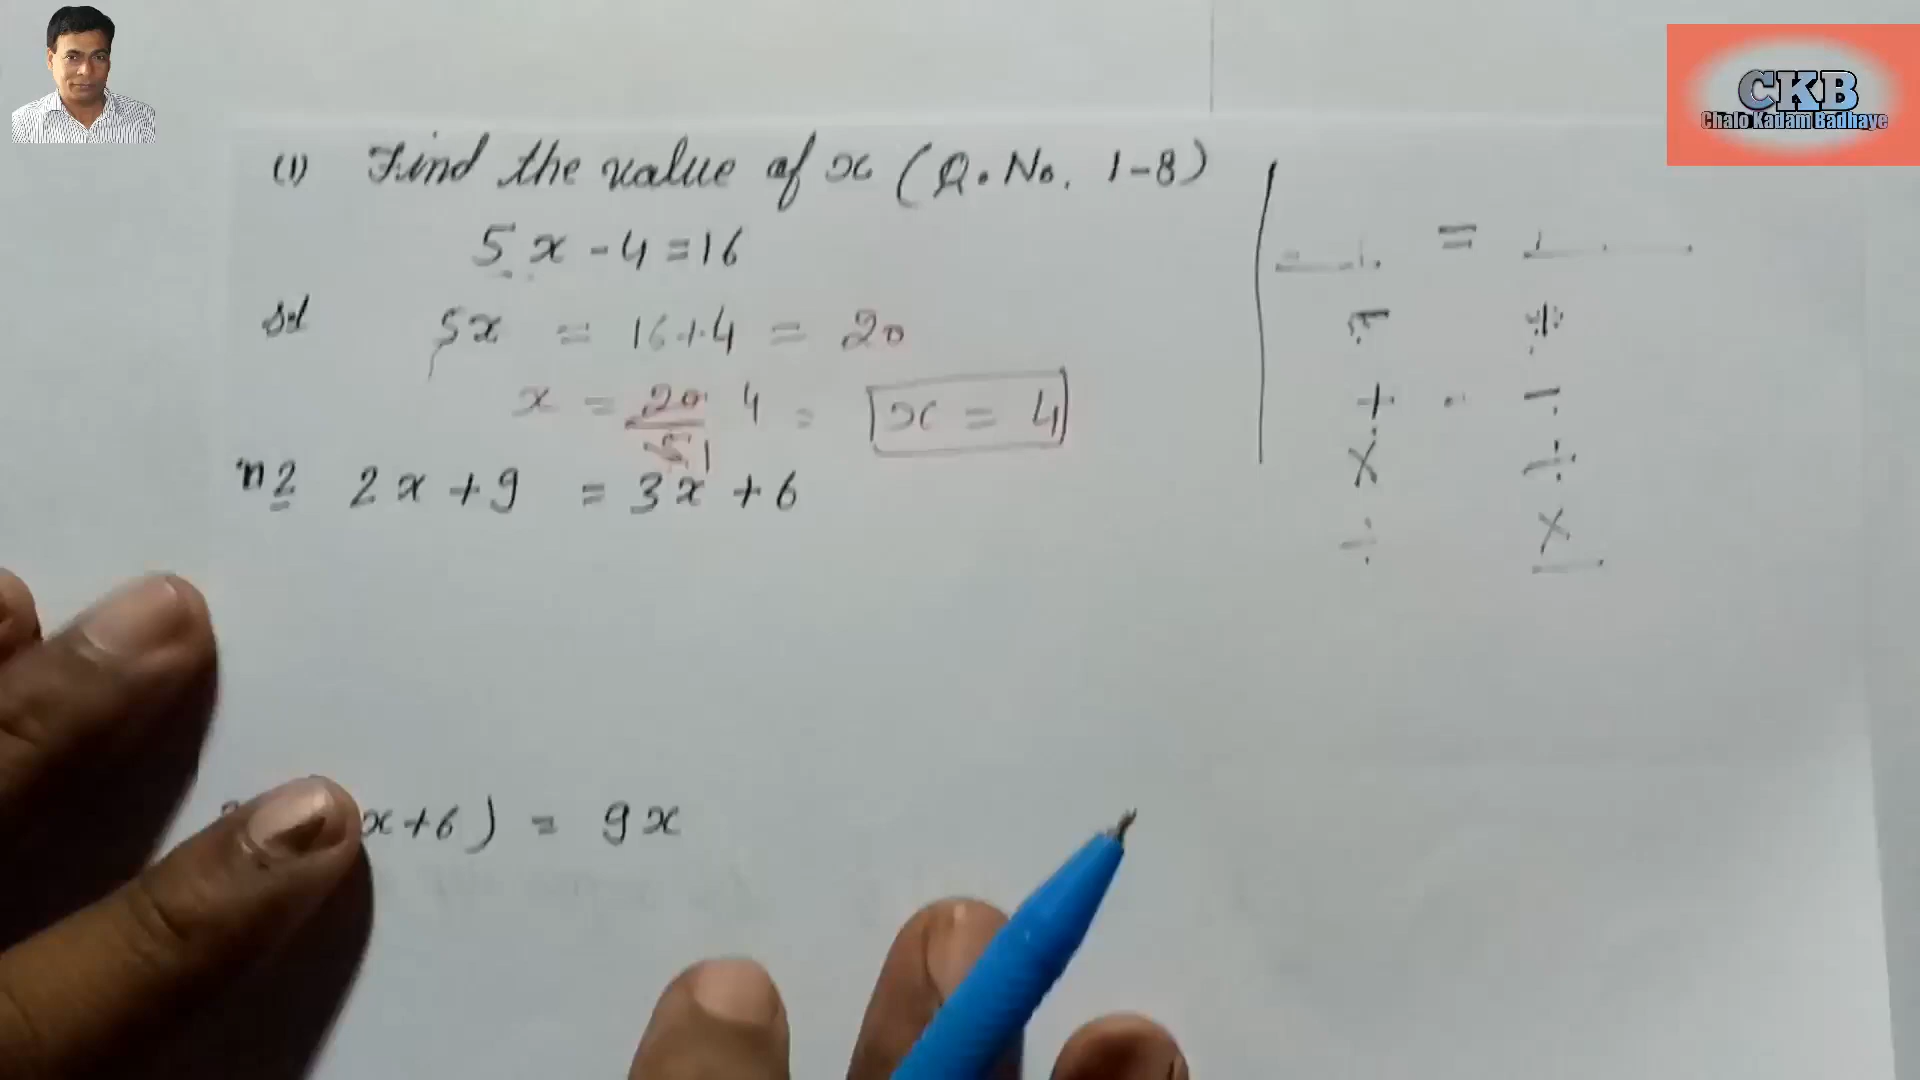 CKB
Chalo Kadam Badhaye
(1) Find the value of x (Q. No. 1-8)
5x - 4 = 16
Sol 5x = 16+4 = 20
x = 20/5 4 = x = 4
1
2 2x + 9 = 3x + 6
x+6) = 9x
=
- +
+ -
× ÷
÷ ×